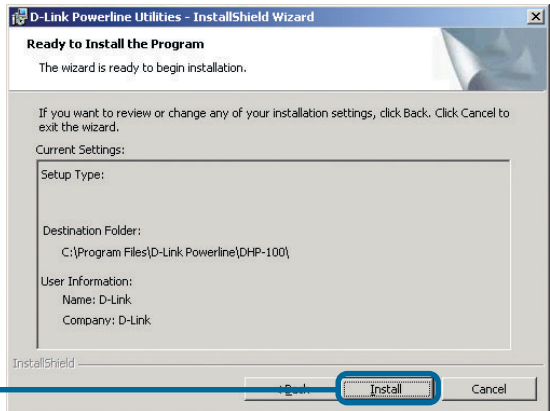 D-Link Powerline Utilities - InstallShield Wizard
Ready to Install the Program
The wizard is ready to begin installation.
If you want to review or change any of your installation settings, click Back. Click Cancel to
exit the wizard.
Current Settings:
Setup Type:
Destination Folder:
C:\Program Files\D-Link Powerline\DHP-100\
User Information:
Name: D-Link
Company: D-Link
InstallShield
Install
Cancel